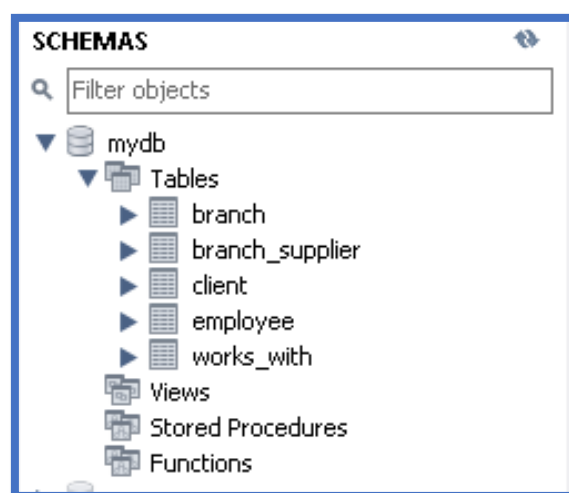 SCHEMAS
Filter objects
mydb
Tables
branch
branch_supplier
client
employee
works_with
Views
Stored Procedures
Functions